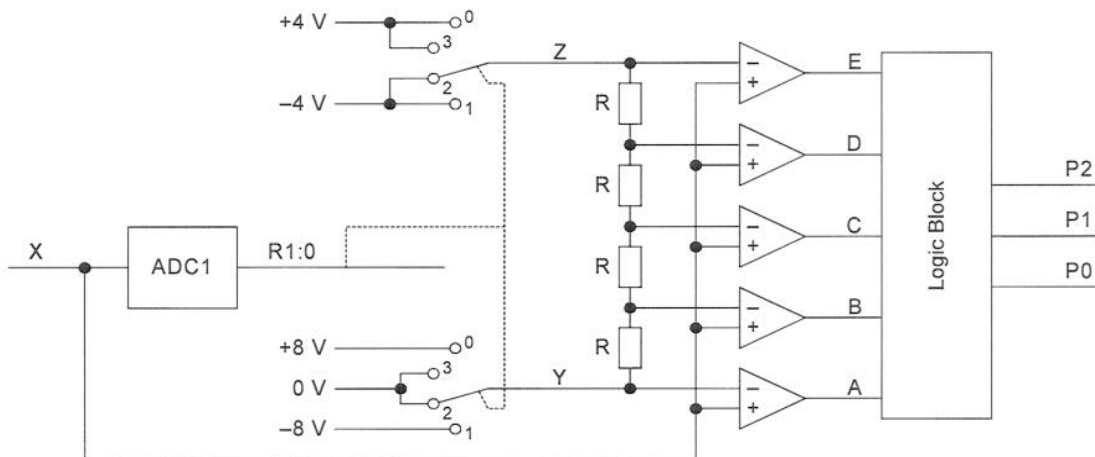 +4 V
0
3
2
−4 V
1
Z
R
R
R
R
−
+
E
−
+
D
−
+
C
−
+
B
−
+
A
Logic Block
P2
P1
P0
X
ADC1
R1:0
+8 V
0
3
0 V
2
−8 V
1
Y